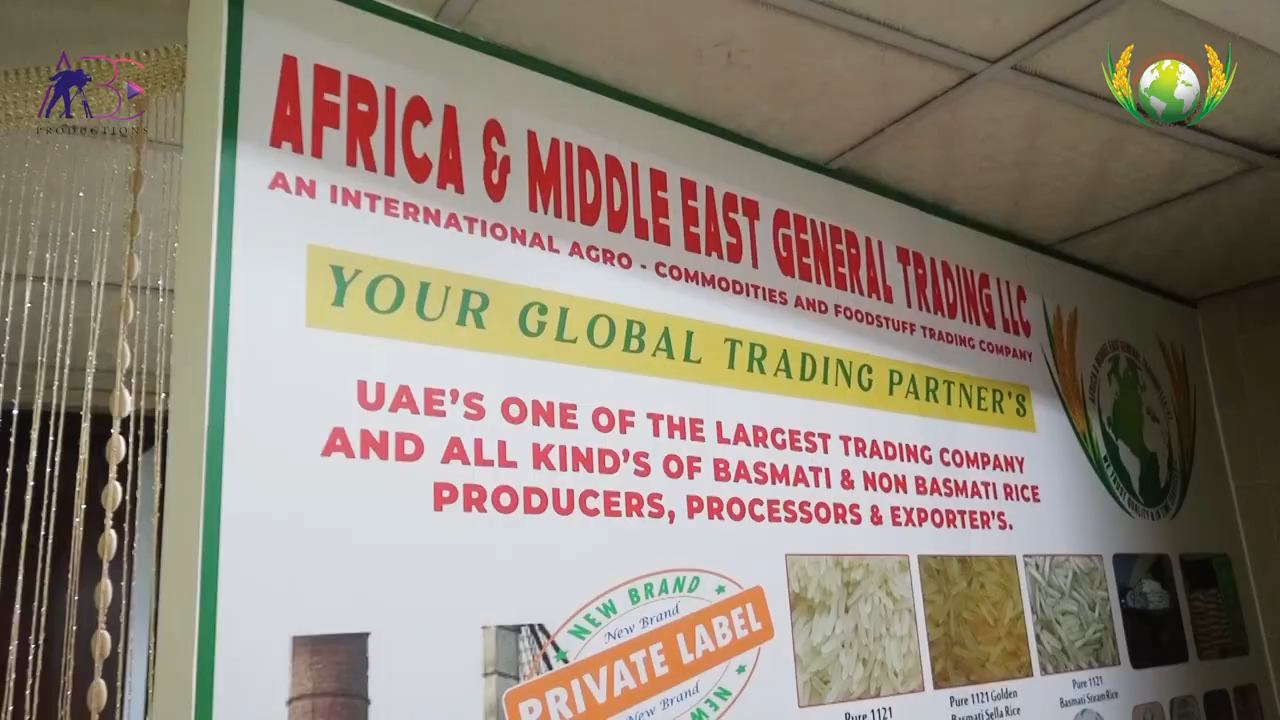 ABC
PRODUCTIONS
AFRICA & MIDDLE EAST GENERAL TRADING LLC
AN INTERNATIONAL AGRO - COMMODITIES AND FOODSTUFF TRADING COMPANY
YOUR GLOBAL TRADING PARTNER'S
UAE'S ONE OF THE LARGEST TRADING COMPANY
AND ALL KIND'S OF BASMATI & NON BASMATI RICE
PRODUCERS, PROCESSORS & EXPORTER'S.
NEW BRAND
New Brand
PRIVATE LABEL
New Brand
NEW
Pure 1121
Pure 1121 Golden
Basmati Sella Rice
Pure 1121
Basmati Steam Rice